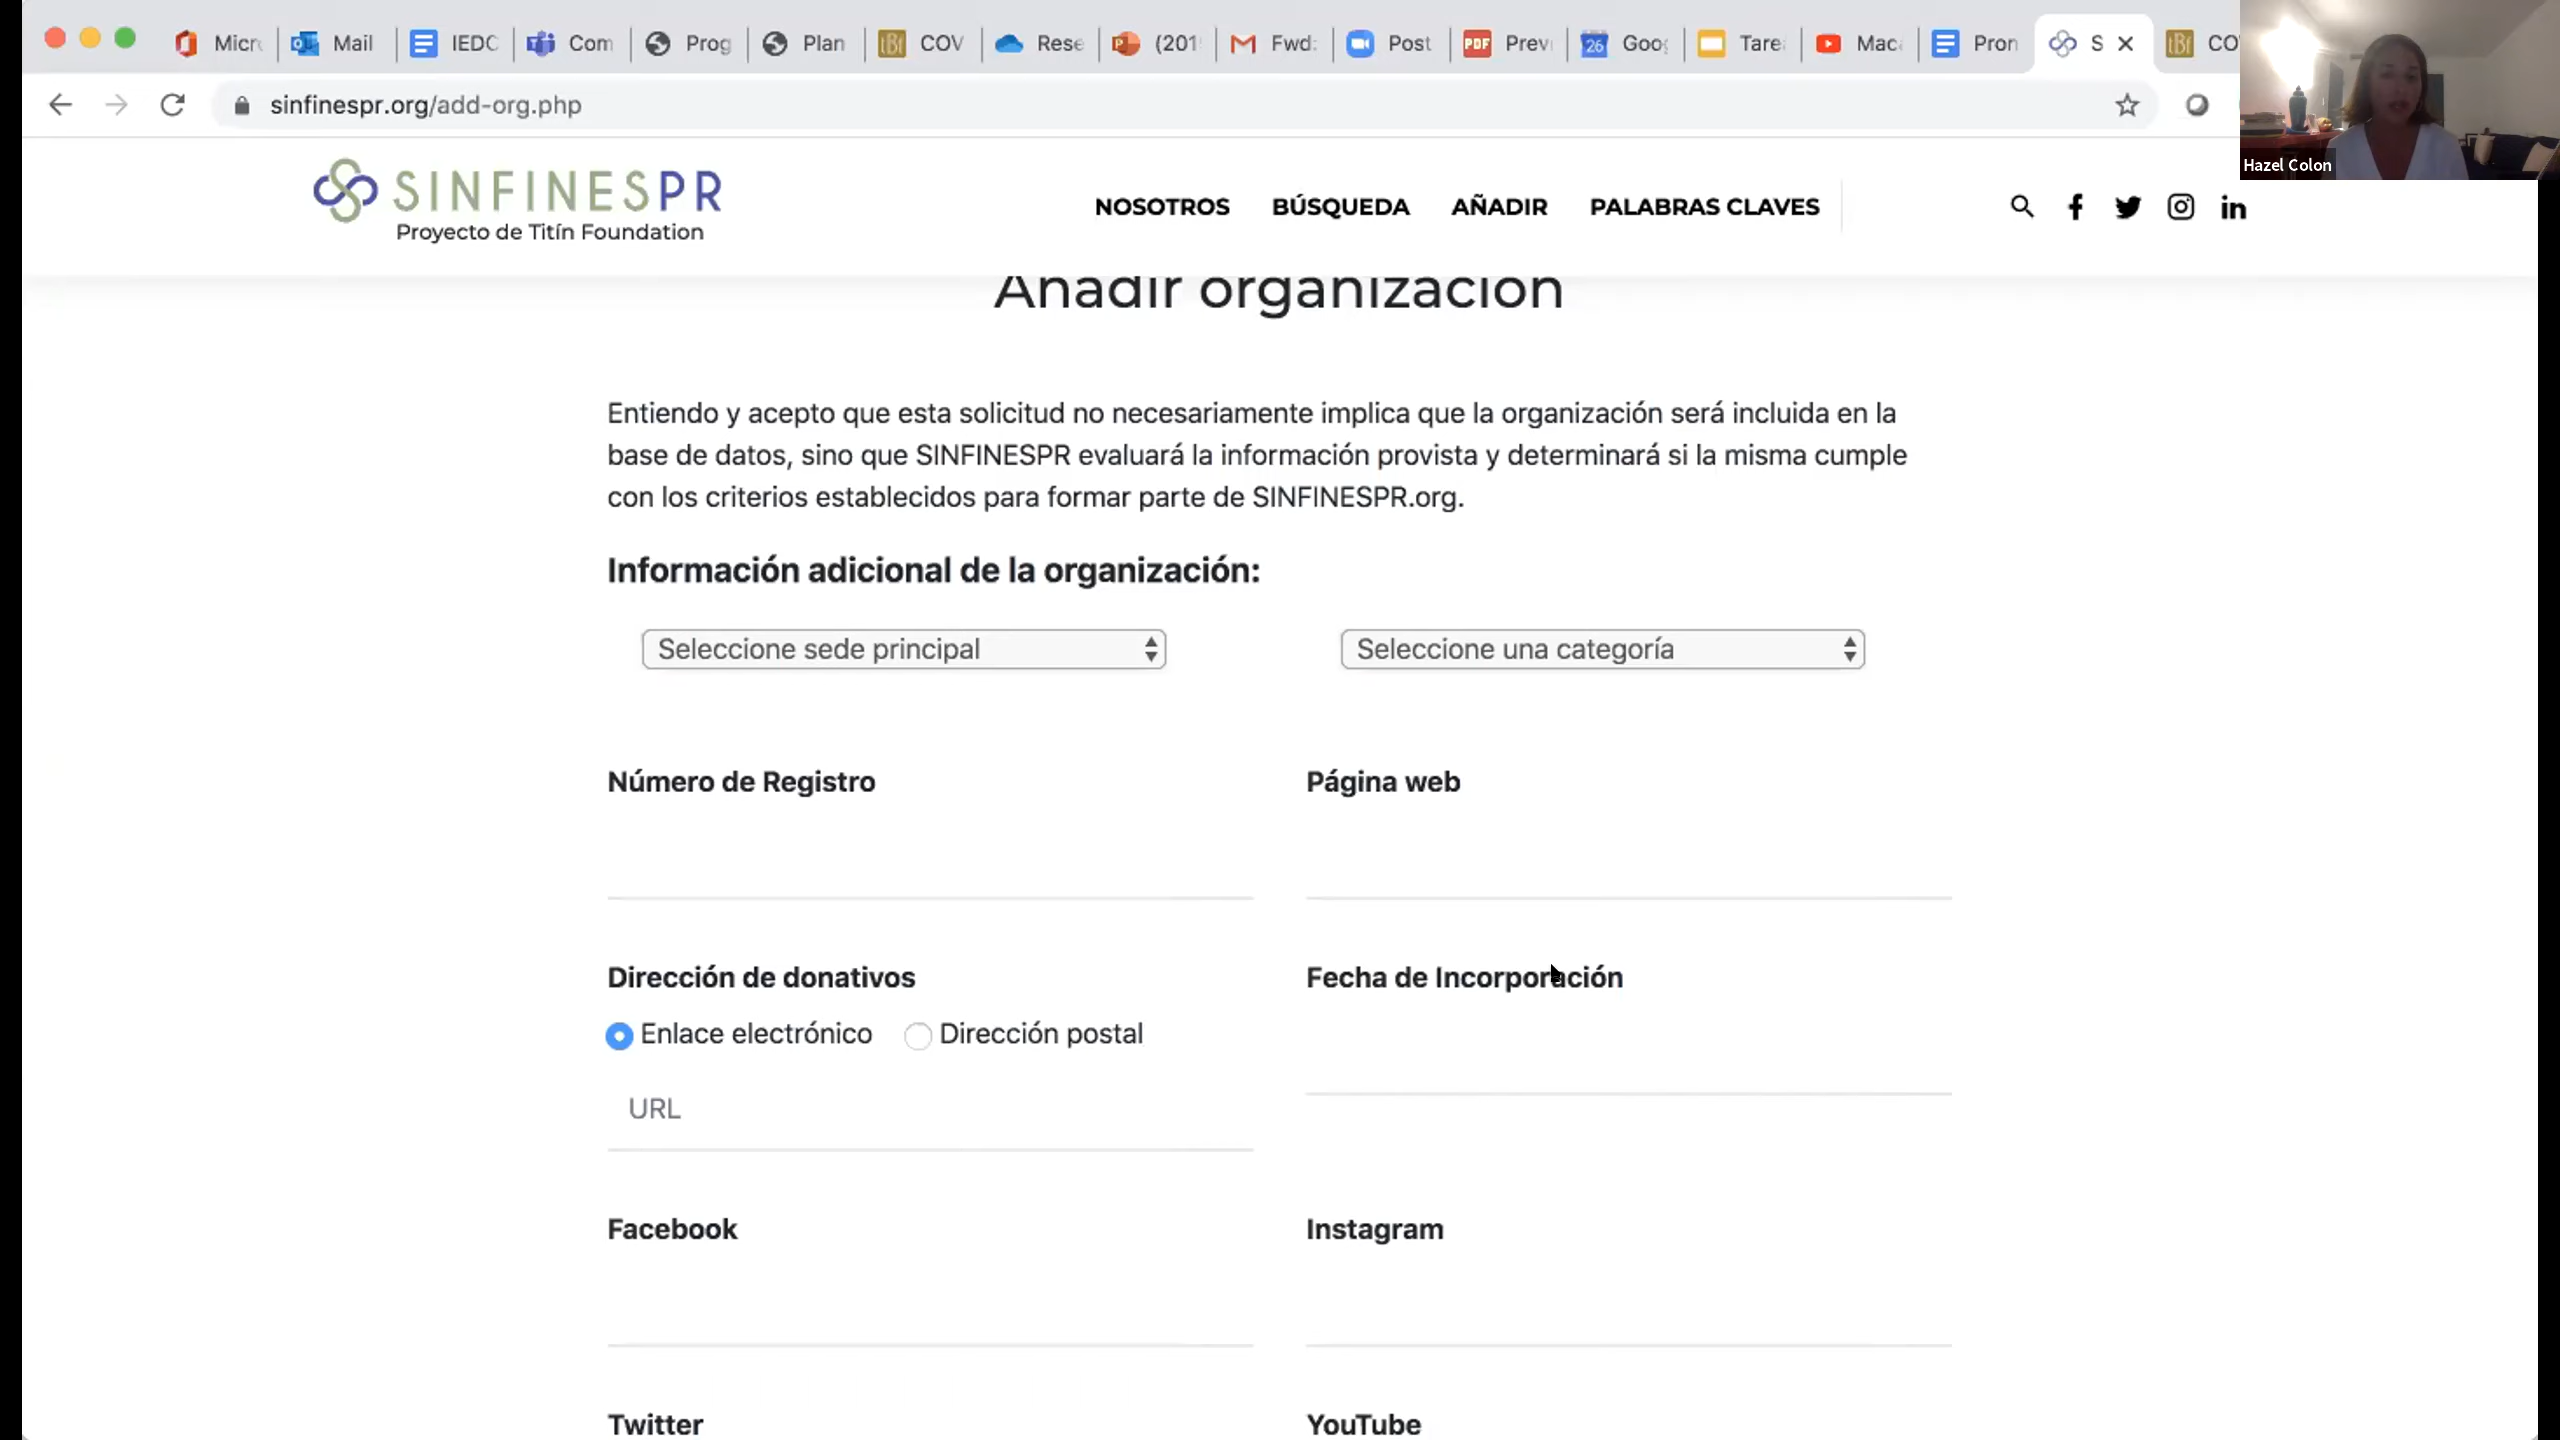 Micr Mail IEDC Com Prog Plan COV Rese (201 Fwd: Post Prev Goog Tare Mac Pron S CO
sinfinespr.org/add-org.php
Hazel Colon
SINFINESPR
Proyecto de Titín Foundation
NOSOTROS BÚSQUEDA AÑADIR PALABRAS CLAVES
Añadir organización
Entiendo y acepto que esta solicitud no necesariamente implica que la organización será incluida en la
base de datos, sino que SINFINESPR evaluará la información provista y determinará si la misma cumple
con los criterios establecidos para formar parte de SINFINESPR.org.
Información adicional de la organización:
Seleccione sede principal Seleccione una categoría
Número de Registro Página web
Dirección de donativos Fecha de Incorporación
Enlace electrónico Dirección postal
URL
Facebook Instagram
Twitter YouTube